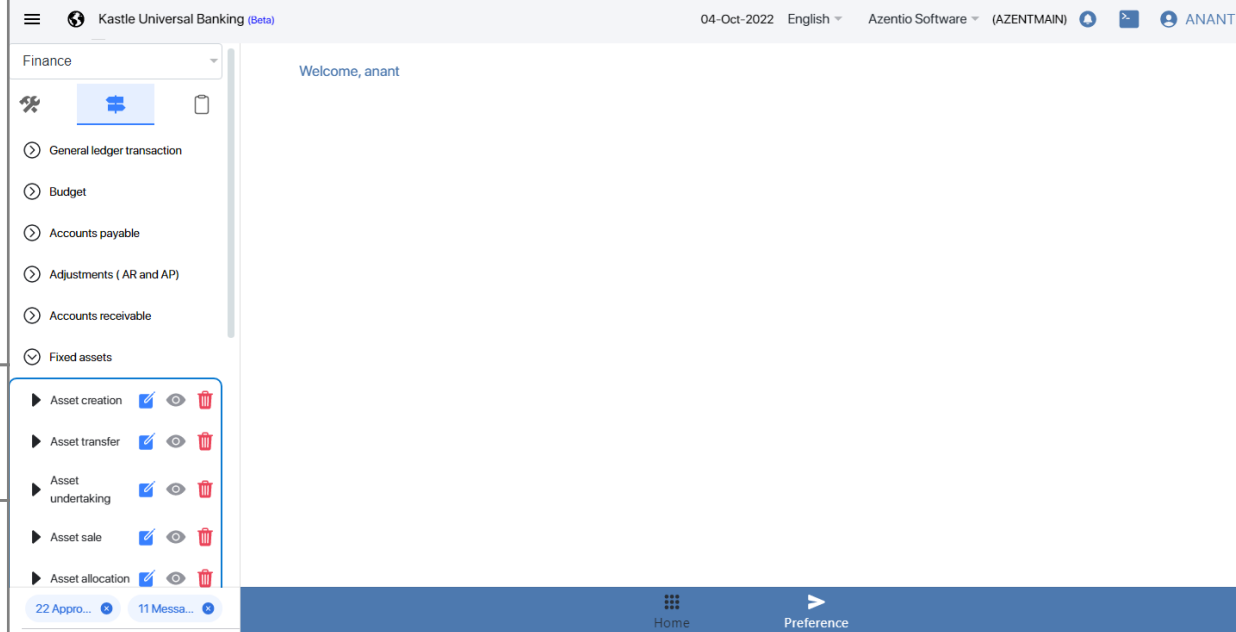 Kastle Universal Banking (Beta)
04-Oct-2022 English Azentio Software (AZENTMAIN) ANANT
Finance
Welcome, anant
General ledger transaction
Budget
Accounts payable
Adjustments ( AR and AP)
Accounts receivable
Fixed assets
Asset creation
Asset transfer
Asset
undertaking
Asset sale
Asset allocation
22 Appro... 11 Messa...
Home Preference